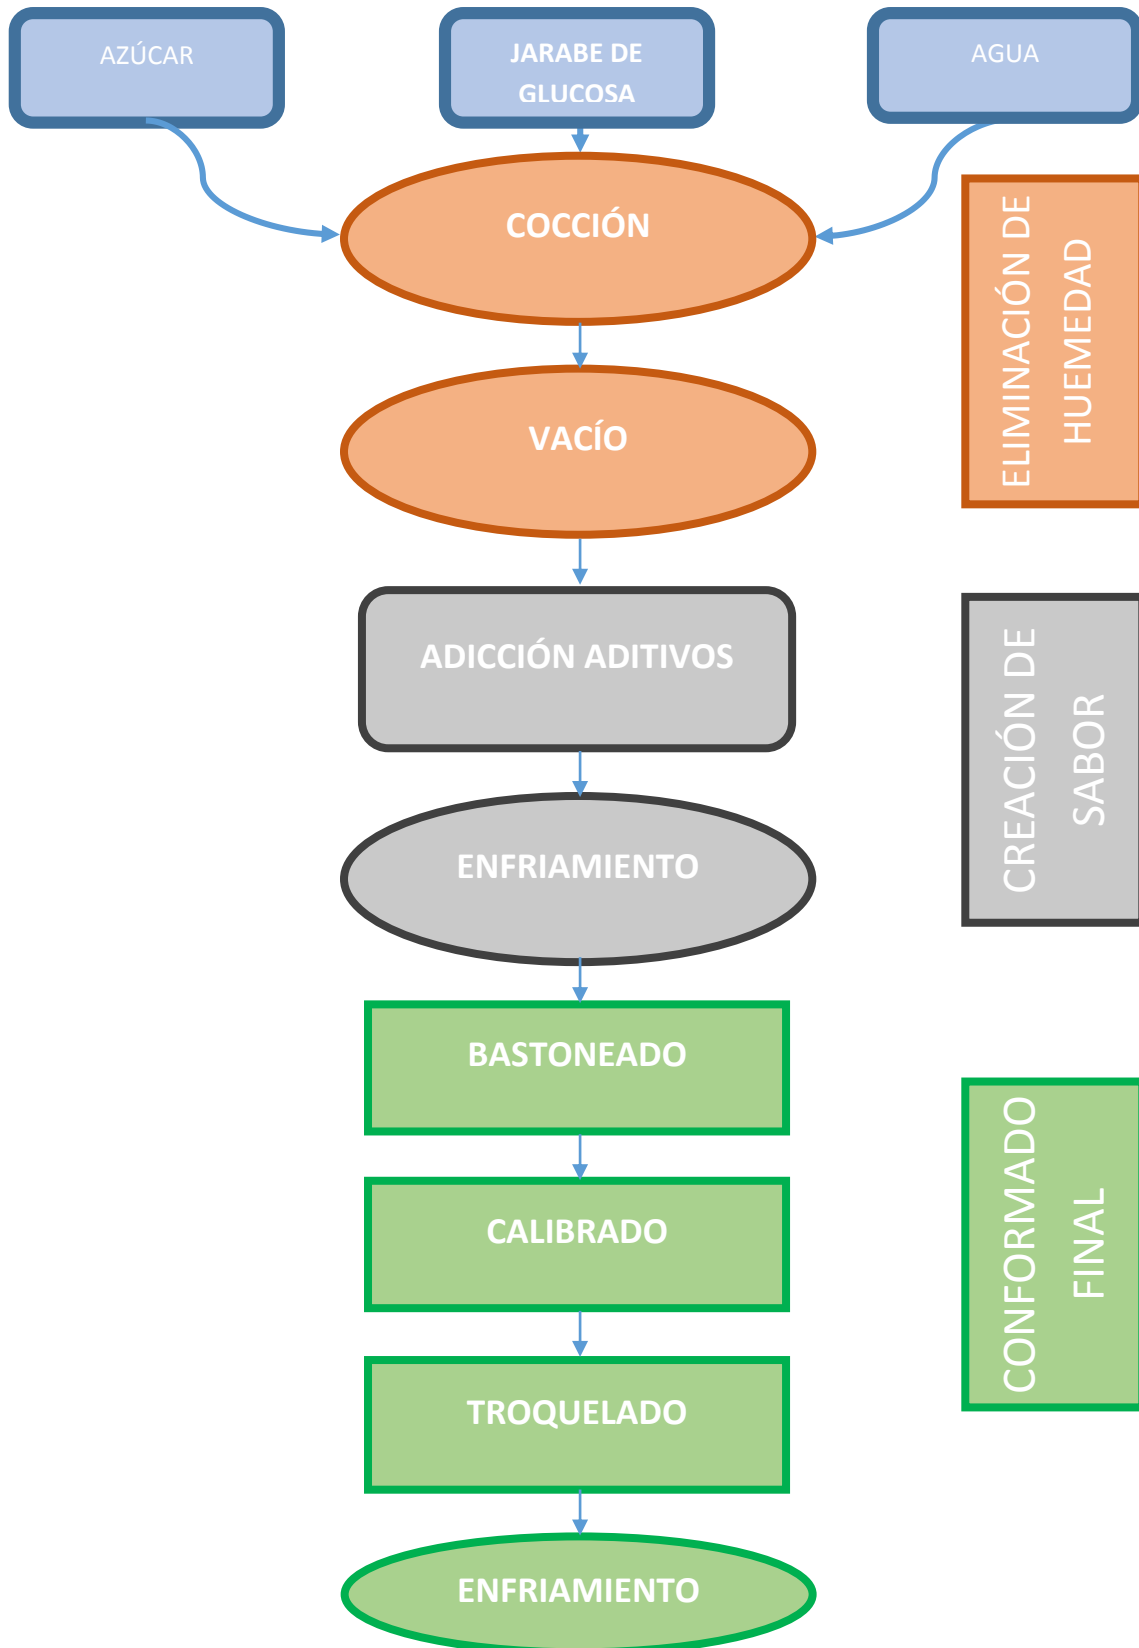 AZÚCAR
JARABE DE
GLUCOSA
AGUA
COCCIÓN
VACÍO
ELIMINACIÓN DE
HUEMEDAD
ADICCIÓN ADITIVOS
ENFRIAMIENTO
CREACIÓN DE
SABOR
BASTONEADO
CALIBRADO
TROQUELADO
ENFRIAMIENTO
CONFORMADO
FINAL